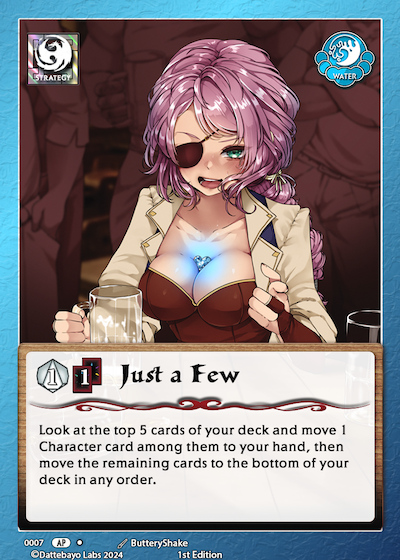 STRATEGY
WATER
1 1 Just a Few
Look at the top 5 cards of your deck and move 1
Character card among them to your hand, then
move the remaining cards to the bottom of your
deck in any order.
0007 AP ButteryShake
©Dattebayo Labs 2024 1st Edition